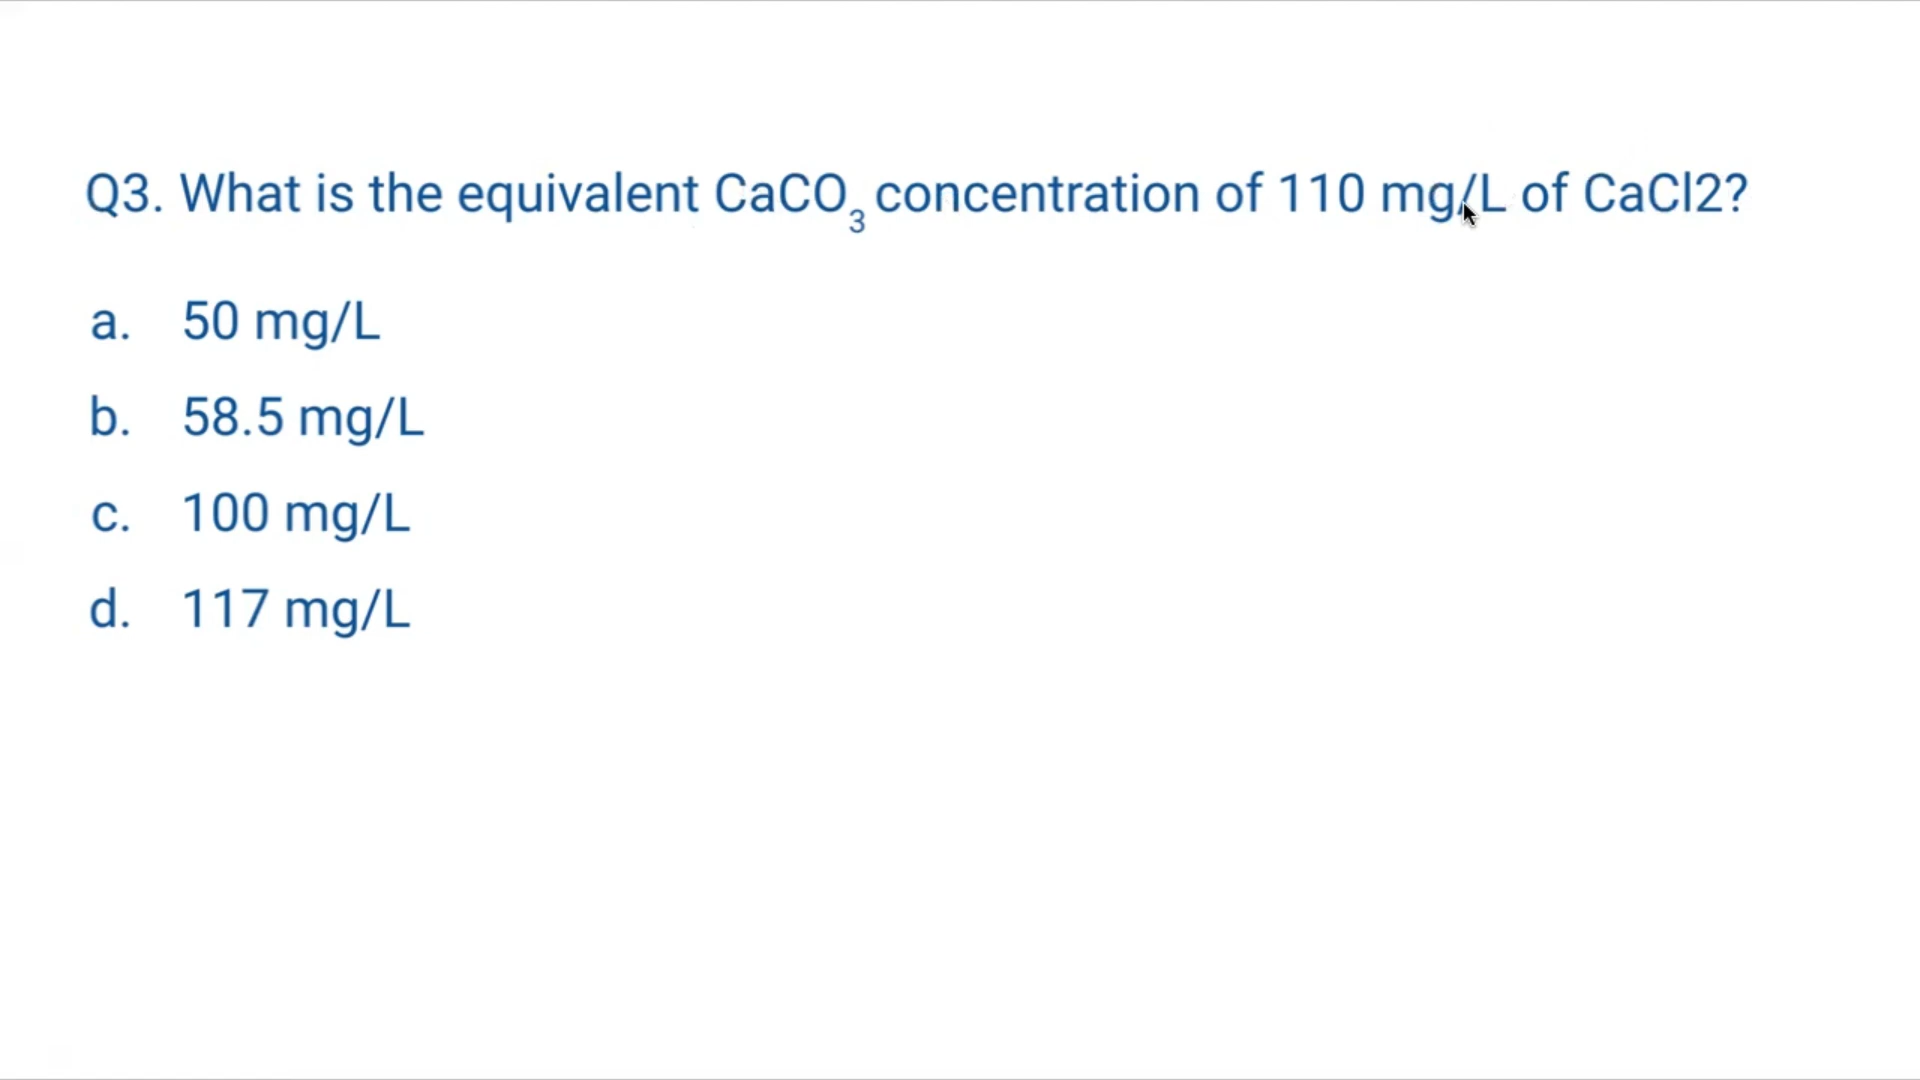 Q3. What is the equivalent CaCO₃ concentration of 110 mg/L of CaCl2?
a. 50 mg/L
b. 58.5 mg/L
c. 100 mg/L
d. 117 mg/L